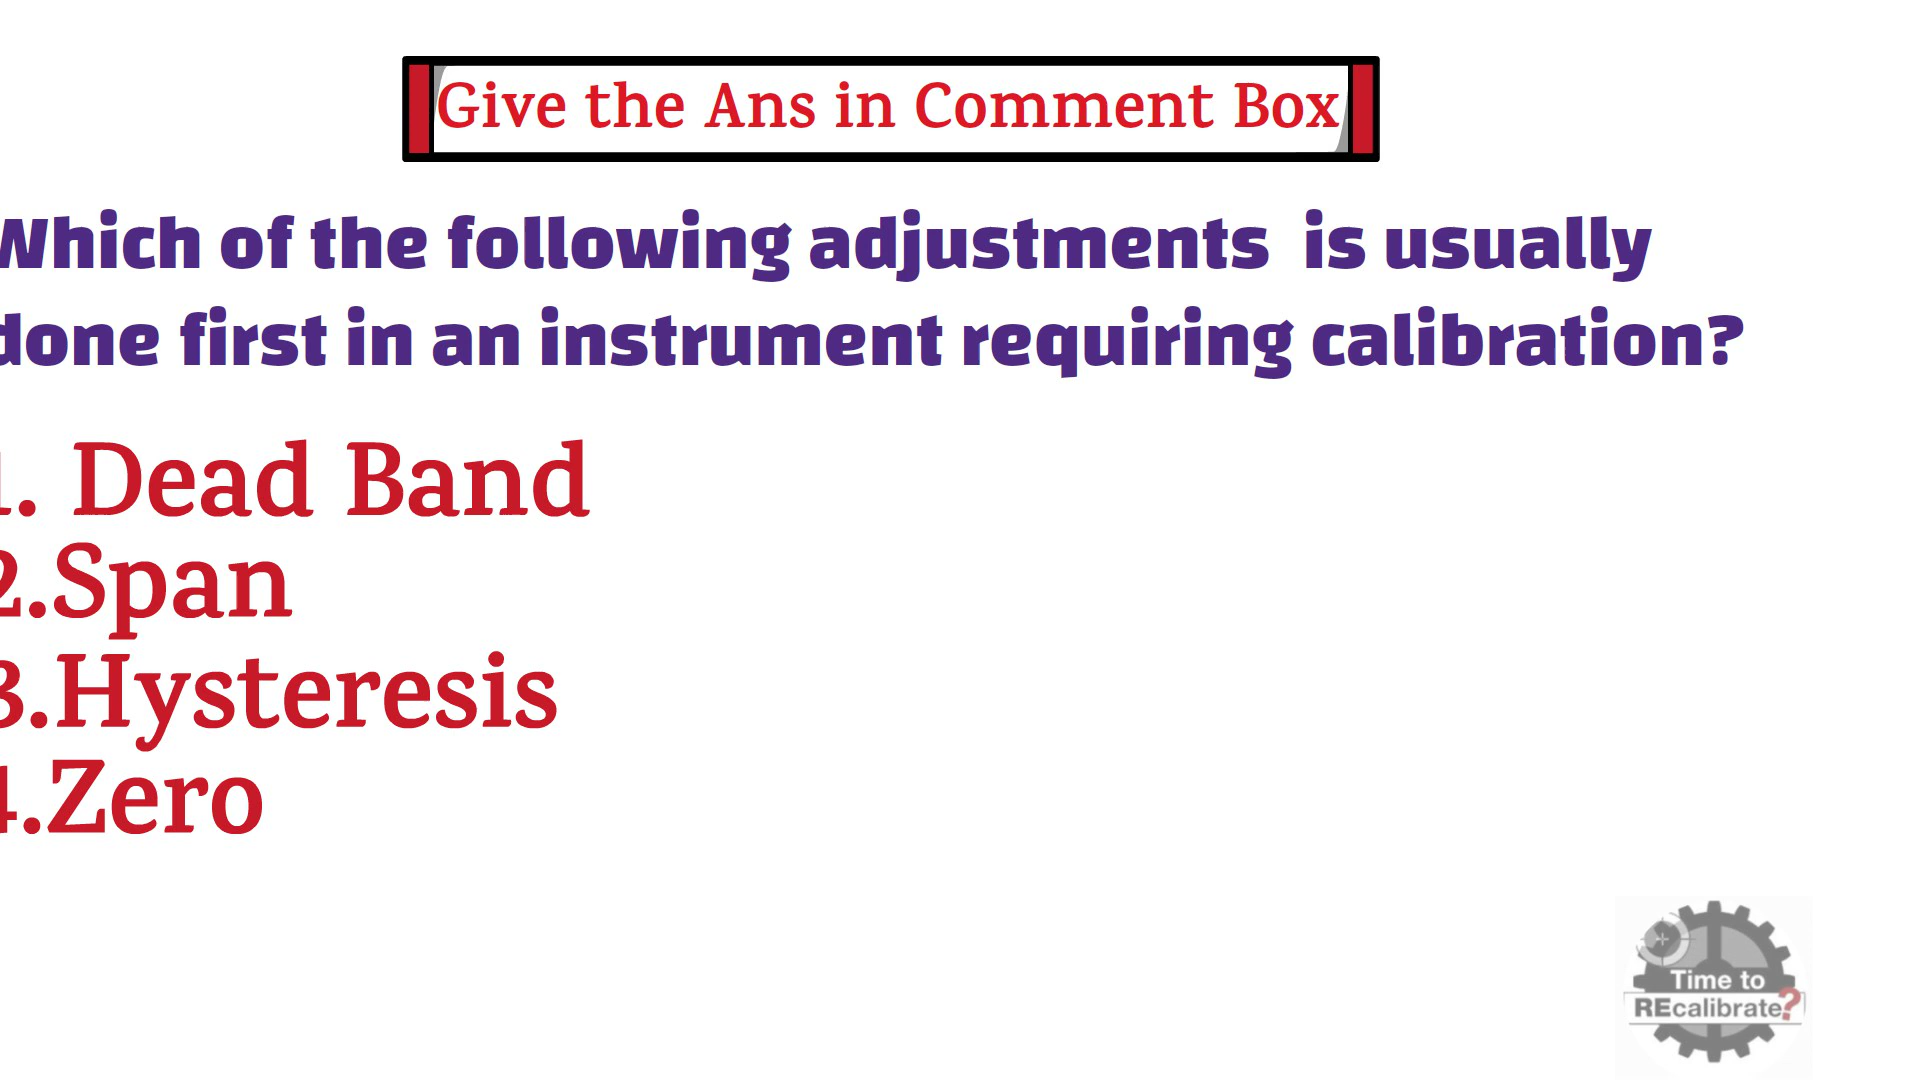 Give the Ans in Comment Box
Which of the following adjustments is usually
done first in an instrument requiring calibration?
1. Dead Band
2.Span
3.Hysteresis
4.Zero
Time to
REcalibrate?